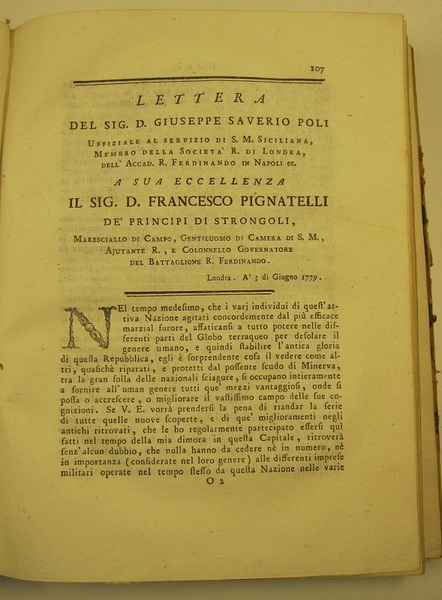 107
LETTERA
DEL SIG. D. GIUSEPPE SAVERIO POLI
UFFIZIALE AL SERVIZIO DI S. M. SICILIANA,
MEMBRO DELLA SOCIETA' R. DI LONDRA,
DELL' ACCAD. R. FERDINANDO IN NAPOLI ec.
A SUA ECCELLENZA
IL SIG. D. FRANCESCO PIGNATELLI
DE' PRINCIPI DI STRONGOLI,
MARESCIALLO DI CAMPO, GENTILUOMO DI CAMERA DI S. M.,
AJUTANTE R., E COLONNELLO GOVERNATORE
DEL BATTAGLIONE R. FERDINANDO.
Londra. A' 3 di Giugno 1779.
NEl tempo medesimo, che i varj individui di quest'at-
tiva Nazione agitati concordemente dal più efficace
marzial furore, affaticansi a tutto potere nelle dif-
ferenti parti del Globo terraqueo per desolare il
genere umano, e quindi stabilire l'antica gloria
di questa Repubblica, egli è sorprendente cosa il vedere come al-
tri, quasichè riparati, e protetti dal possente scudo di Minerva,
tra la gran folla delle nazionali sciagure, si occupano intieramente
a fornire all'uman genere tutti que' mezzi vantaggiosi, onde si
possa o accrescere, o migliorare il vastissimo campo delle sue co-
gnizioni. Se V. E. vorrà prendersi la pena di riandar la serie
di tutte quelle nuove scoperte, e di que' miglioramenti negli
antichi ritrovati, che le ho regolarmente partecipato essersi quì
fatti nel tempo della mia dimora in questa Capitale, ritroverà
senz'alcun dubbio, che nulla hanno da cedere nè in numero, nè
in importanza (considerate nel loro genere) alle differenti imprese
militari operate nel tempo stesso da questa Nazione nelle varie
O 2